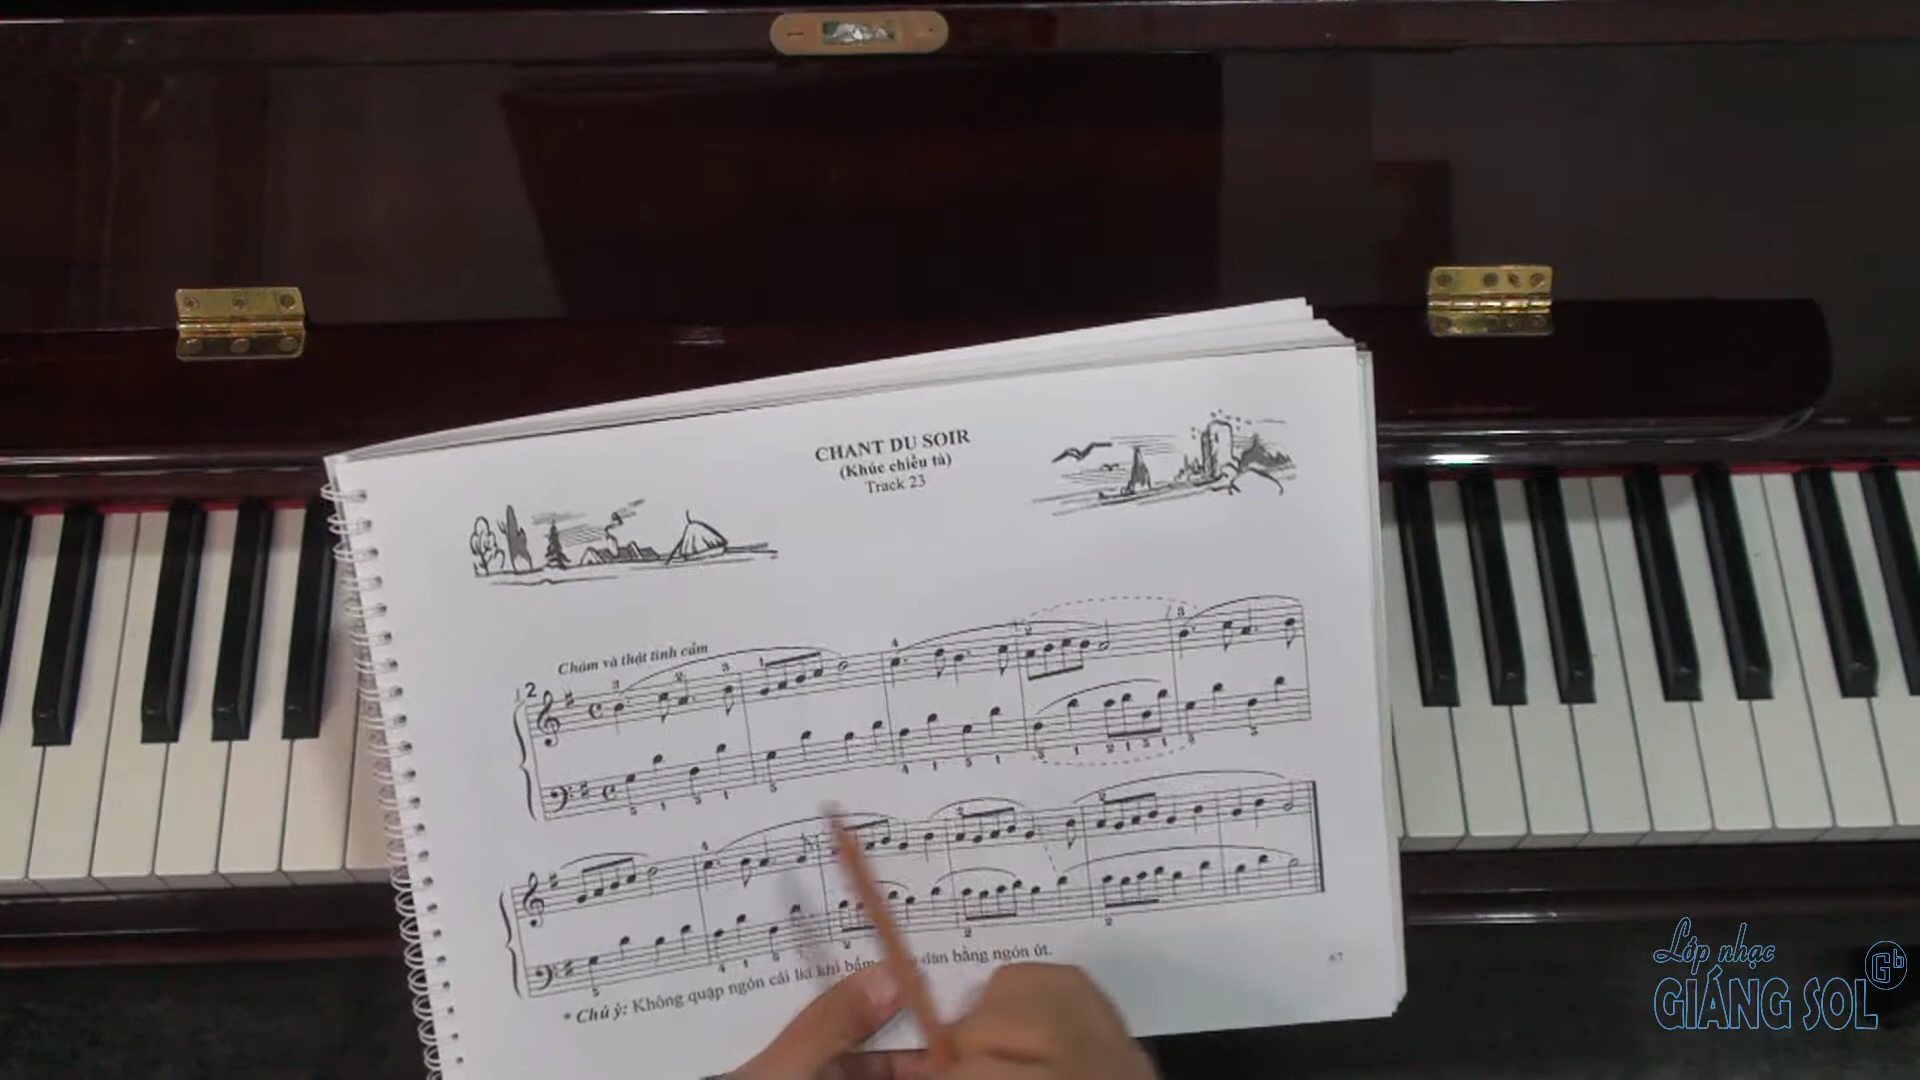 CHANT DU SOIR
(Khúc chiều tà)
Track 23
Chậm và thật tình cảm
* Chú ý: Không quặp ngón cái lại khi bấm đàn bằng ngón út.
67
Lớp nhạc
GIÁNG SOL
Gb